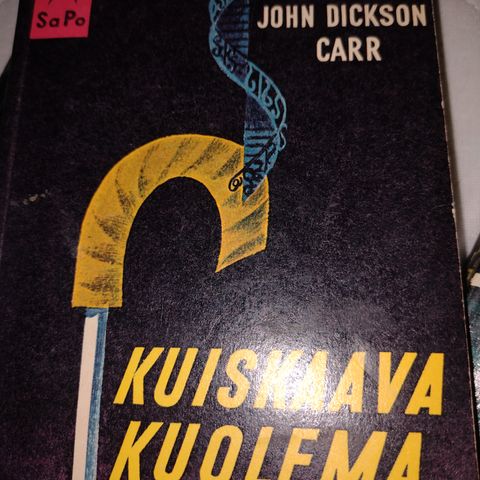 SaPo
JOHN DICKSON
CARR
KUISKAAVA
KUOLEMA